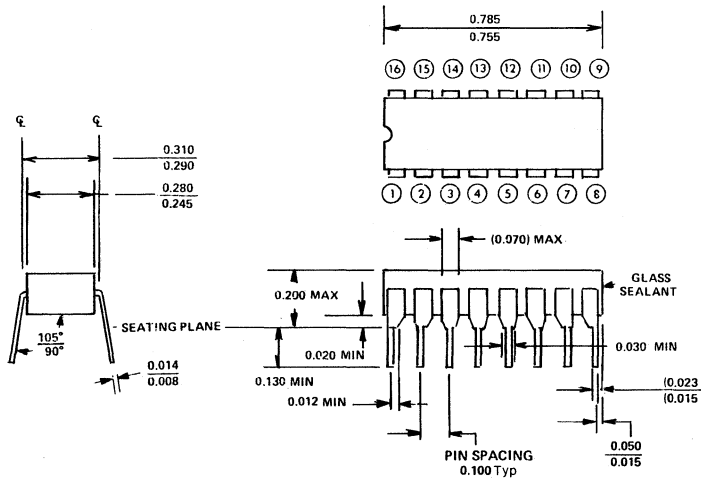 0.785
0.755
16 15 14 13 12 11 10 9
℄ ℄
0.310
0.290
0.280
0.245
1 2 3 4 5 6 7 8
(0.070) MAX
GLASS
SEALANT
0.200 MAX
SEATING PLANE
105°
90°
0.020 MIN
0.030 MIN
0.014
0.008
0.130 MIN
0.012 MIN
(0.023
(0.015
0.050
0.015
PIN SPACING
0.100 Typ